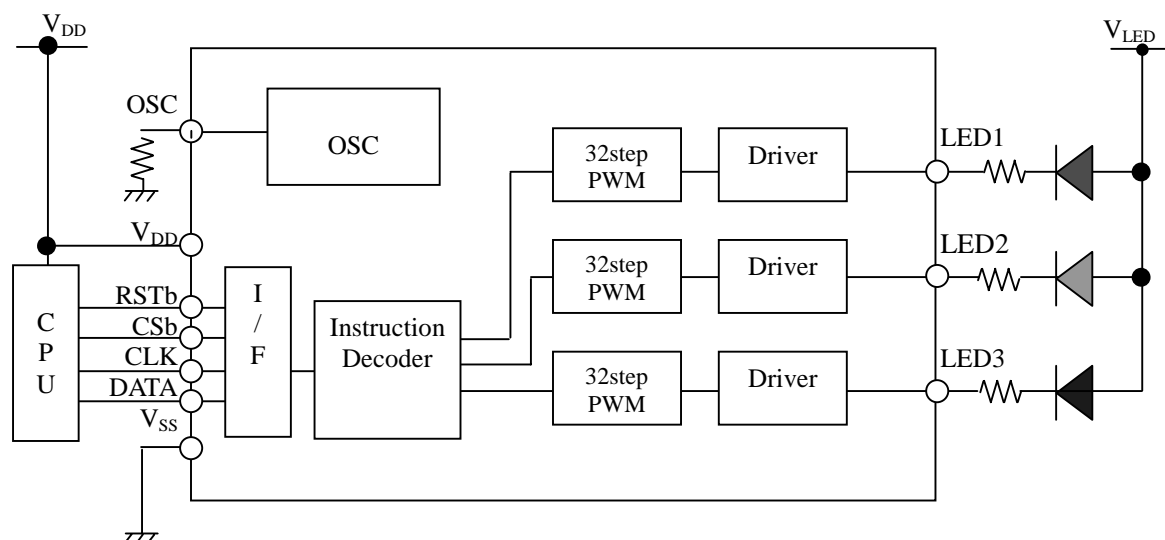 VDD
VLED
OSC
OSC
32step
PWM
Driver
LED1
VDD
32step
PWM
Driver
LED2
CPU
RSTb
CSb
CLK
DATA
VSS
I/F
Instruction
Decoder
32step
PWM
Driver
LED3